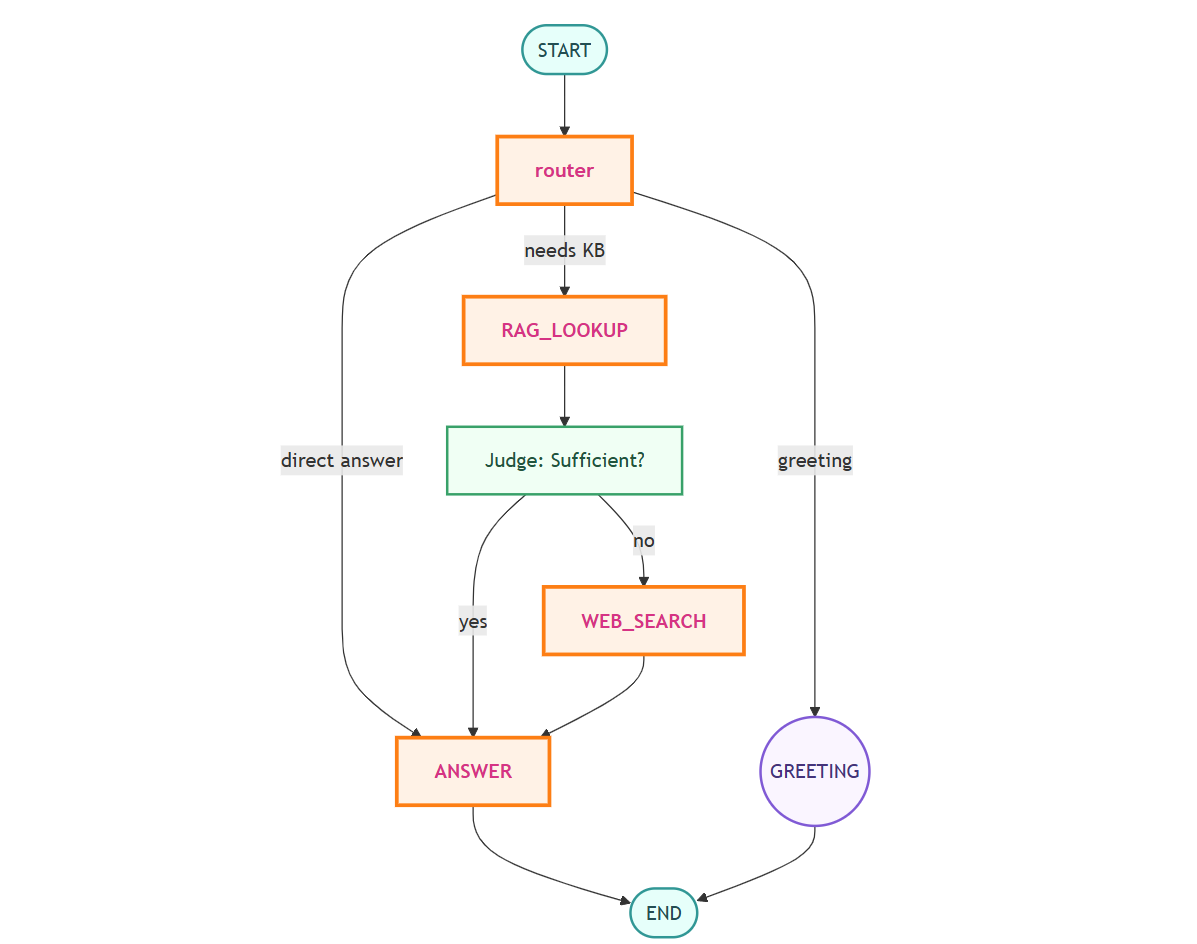 START
router
needs KB
RAG_LOOKUP
direct answer
Judge: Sufficient?
greeting
no
yes
WEB_SEARCH
ANSWER
GREETING
END